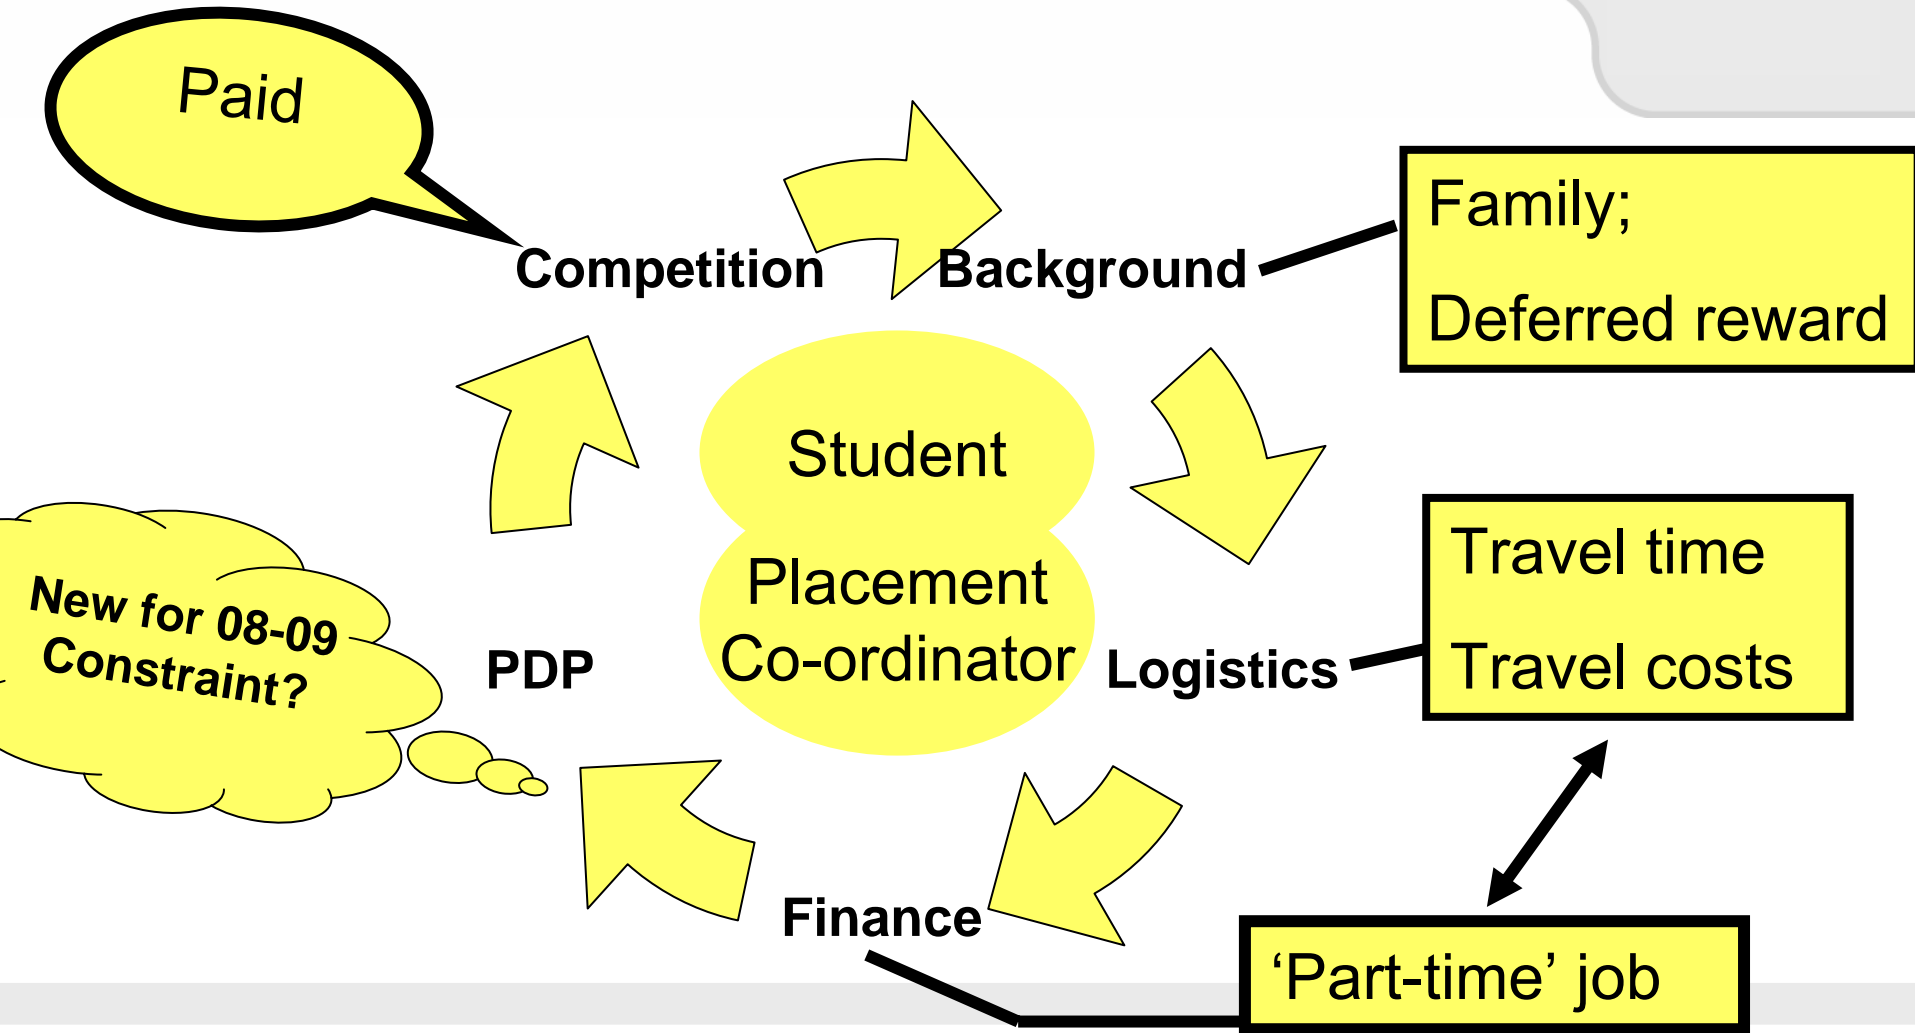 Paid
Competition
Background
Family;
Deferred reward
Student
Placement
Co-ordinator
Travel time
Travel costs
New for 08-09
Constraint?
PDP
Logistics
Finance
‘Part-time’ job